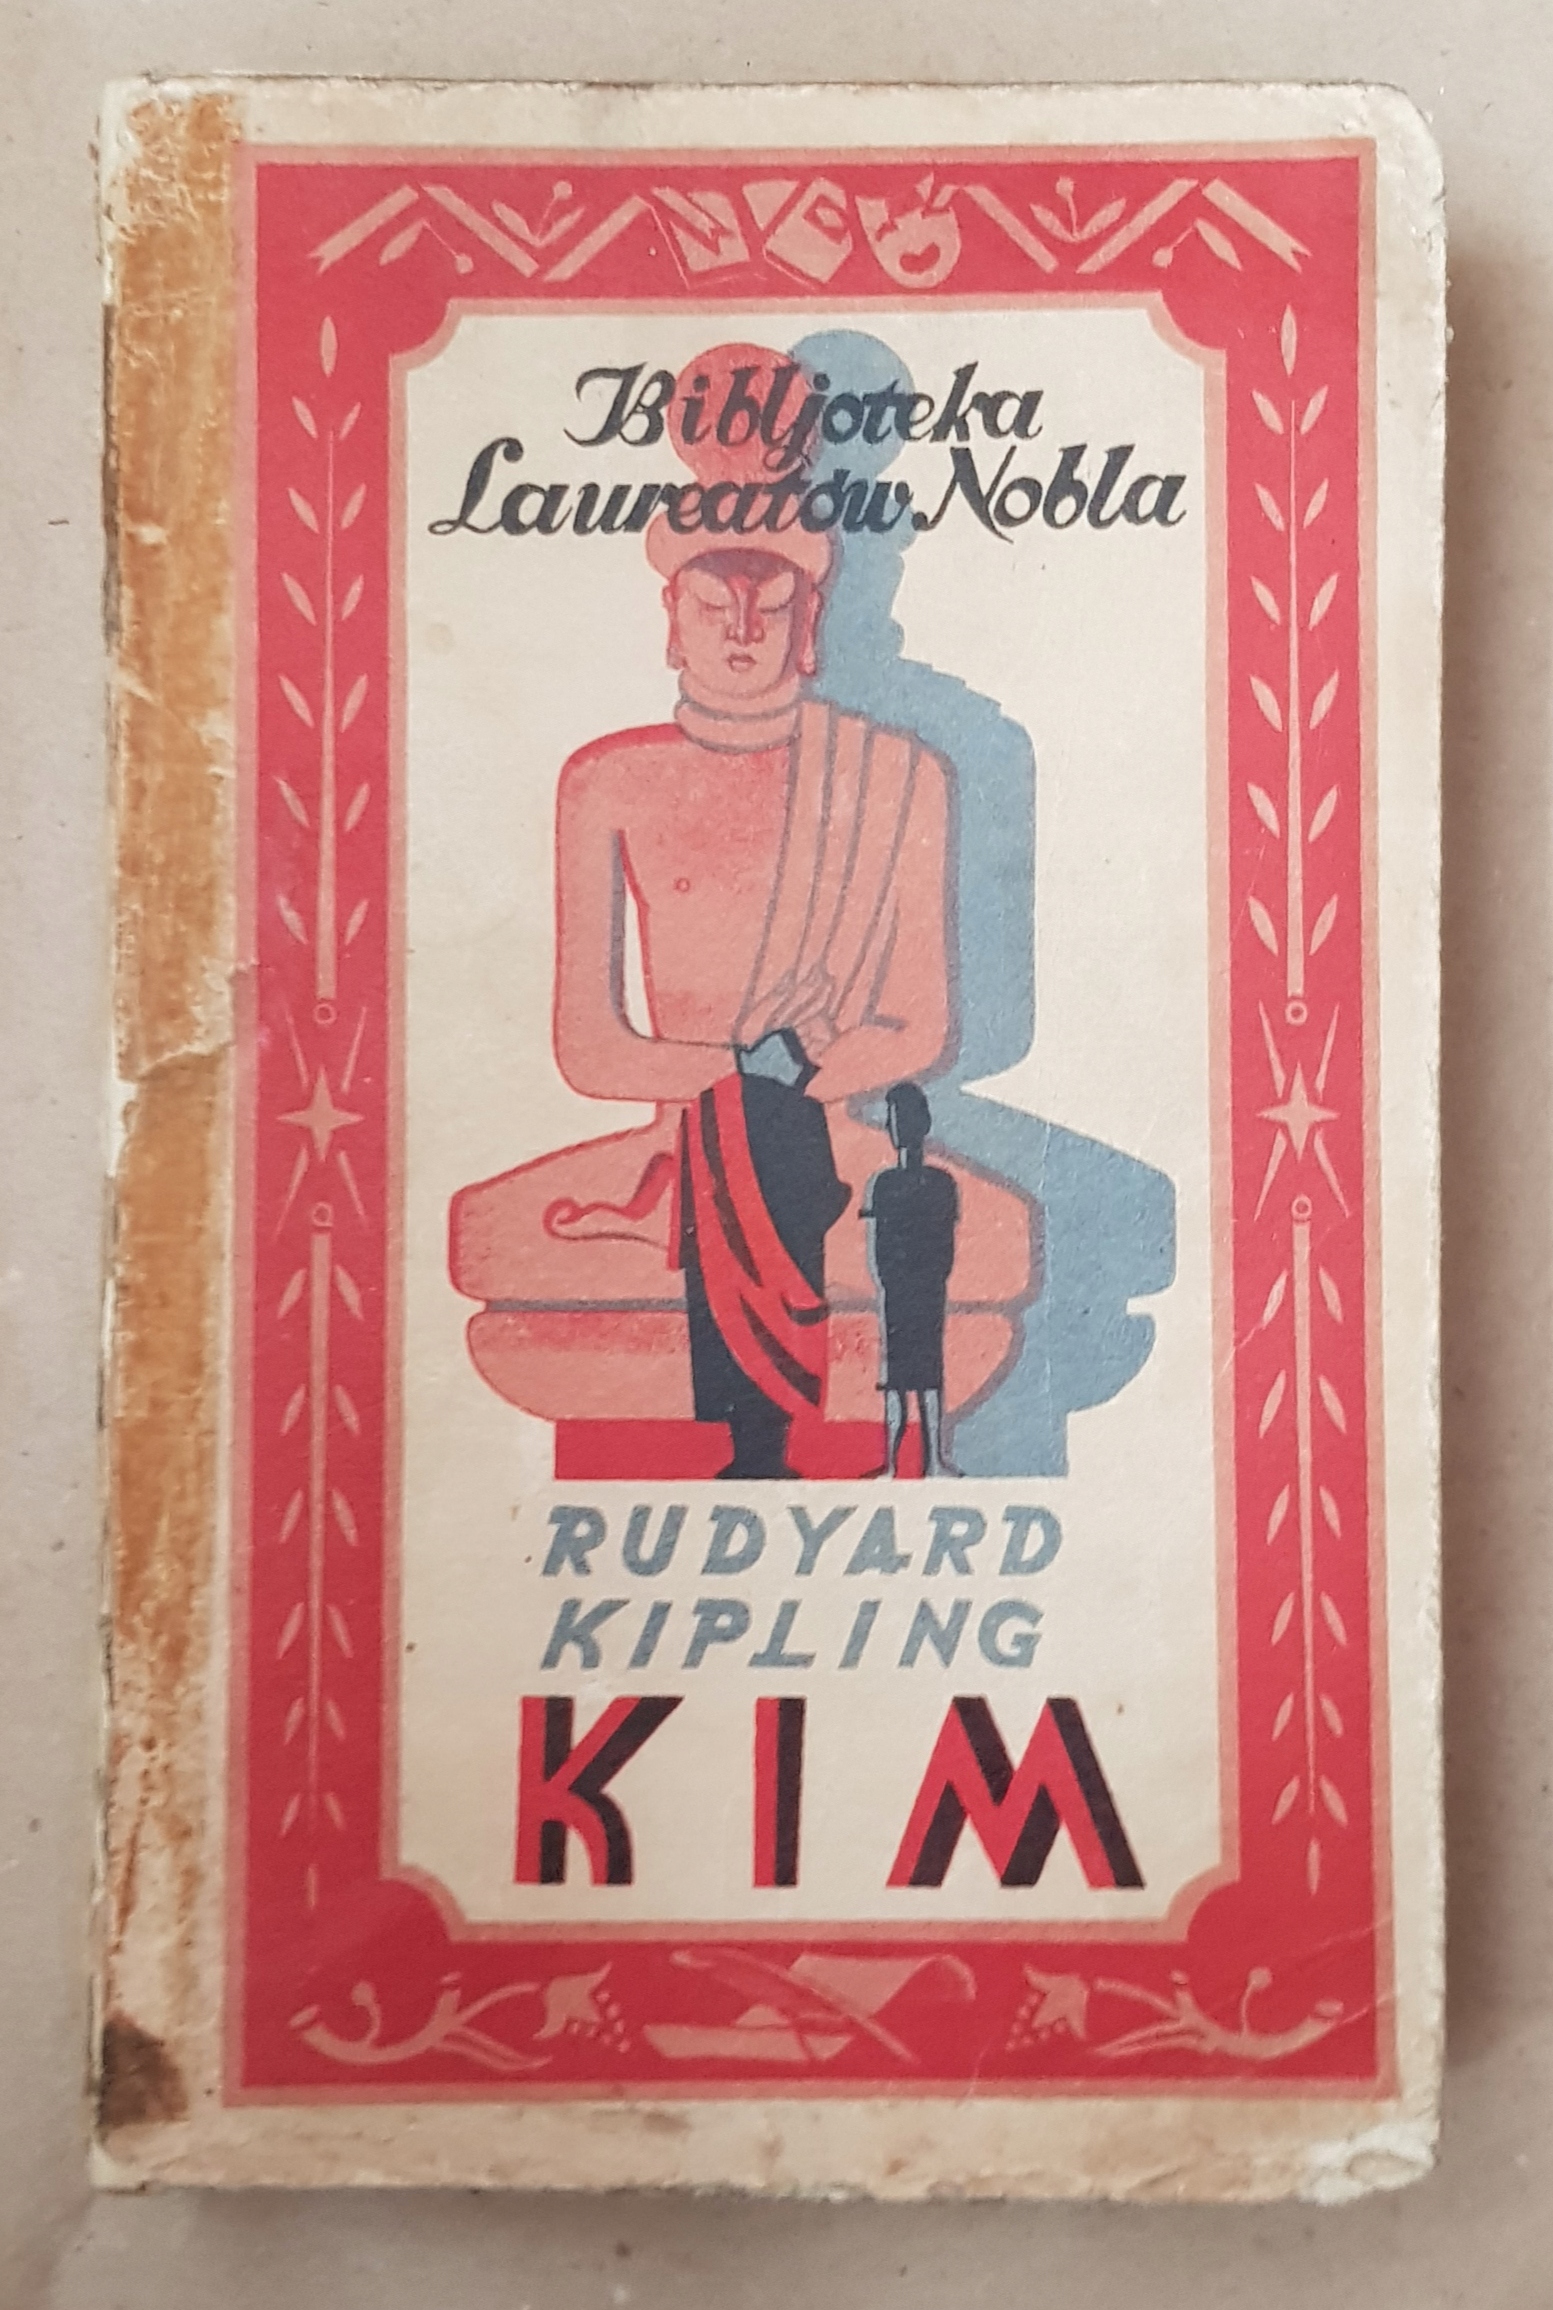 Bibljoteka
Laureatów Nobla
RUDYARD
KIPLING
KIM